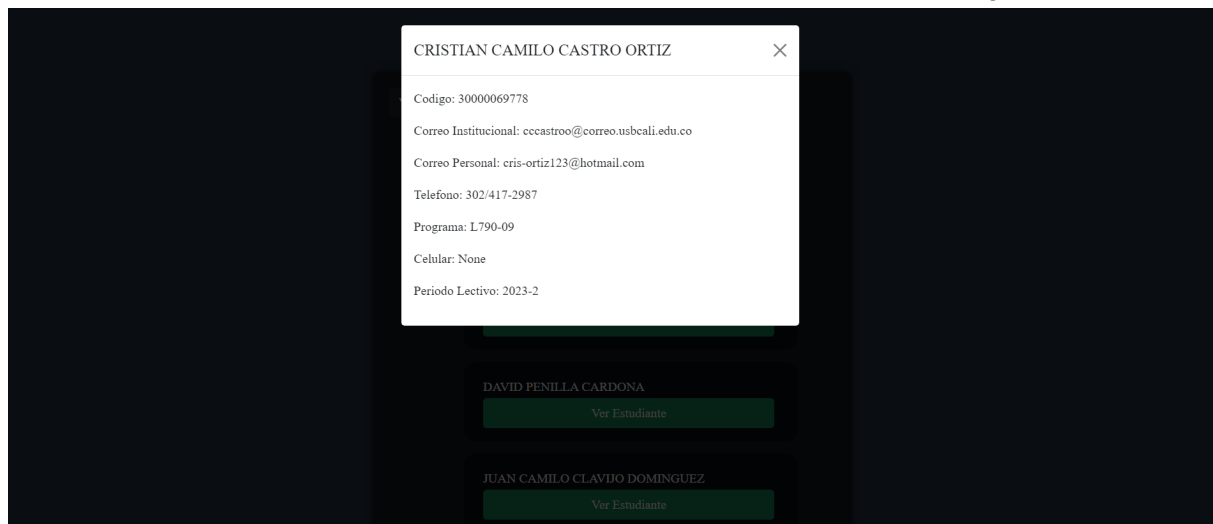 CRISTIAN CAMILO CASTRO ORTIZ
Codigo: 30000069778
Correo Institucional: cccastroo@correo.usbcali.edu.co
Correo Personal: cris-ortiz123@hotmail.com
Telefono: 302/417-2987
Programa: L790-09
Celular: None
Periodo Lectivo: 2023-2
DAVID PENILLA CARDONA
Ver Estudiante
JUAN CAMILO CLAVIJO DOMINGUEZ
Ver Estudiante